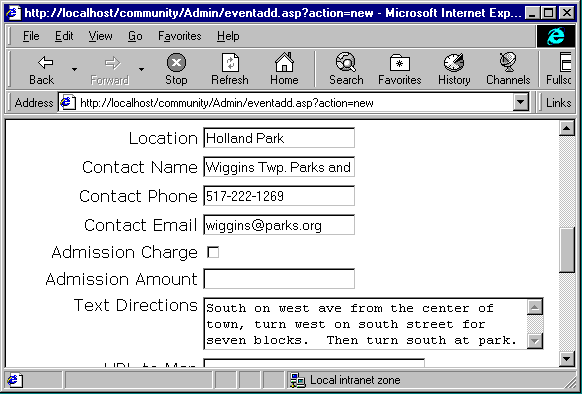 http://localhost/community/Admin/eventadd.asp?action=new - Microsoft Internet Exp...
File Edit View Go Favorites Help
Back Forward Stop Refresh Home Search Favorites History Channels Fullsc
Address http://localhost/community/Admin/eventadd.asp?action=new Links
Location Holland Park
Contact Name Wiggins Twp. Parks and
Contact Phone 517-222-1269
Contact Email wiggins@parks.org
Admission Charge
Admission Amount
Text Directions South on west ave from the center of
town, turn west on south street for
seven blocks. Then turn south at park.
URL to Map
Local intranet zone